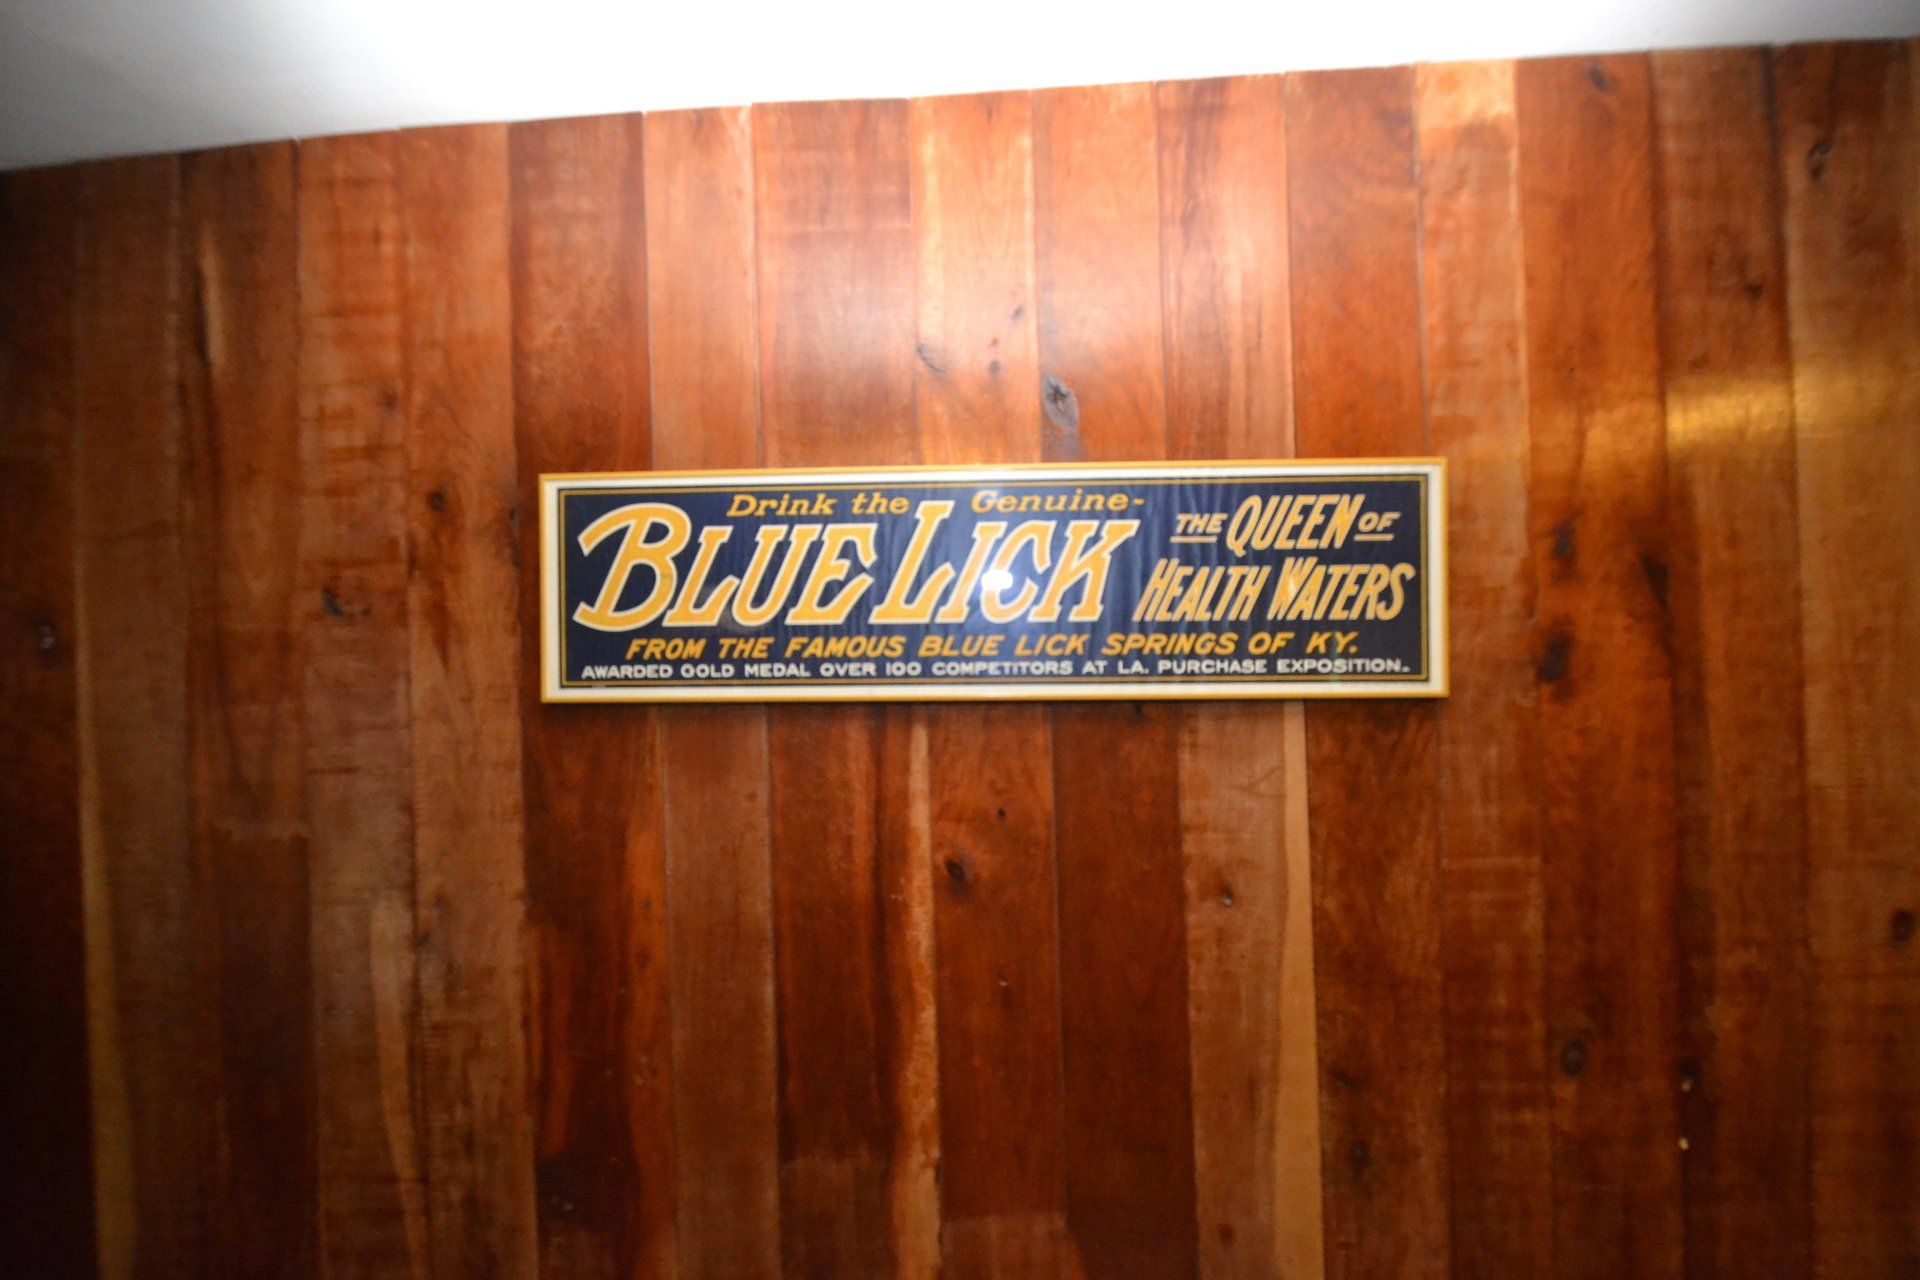 Drink the Genuine-
BLUE LICK
THE QUEEN OF
HEALTH WATERS
FROM THE FAMOUS BLUE LICK SPRINGS OF KY.
AWARDED GOLD MEDAL OVER 100 COMPETITORS AT LA. PURCHASE EXPOSITION.